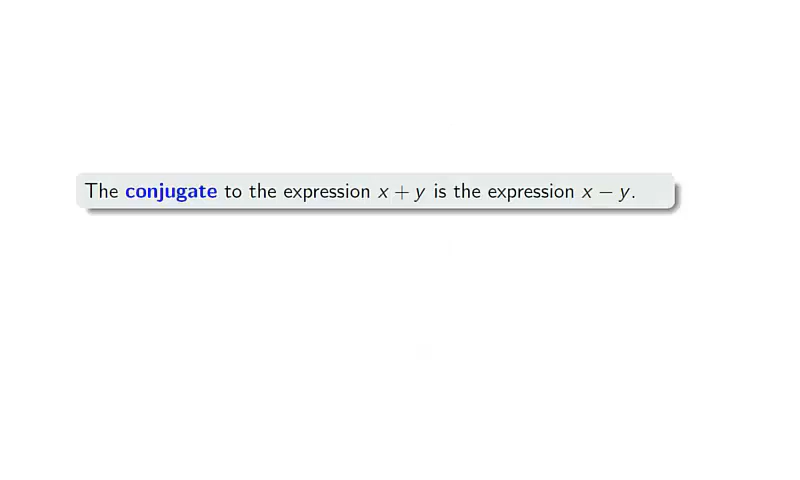 The conjugate to the expression x + y is the expression x − y.